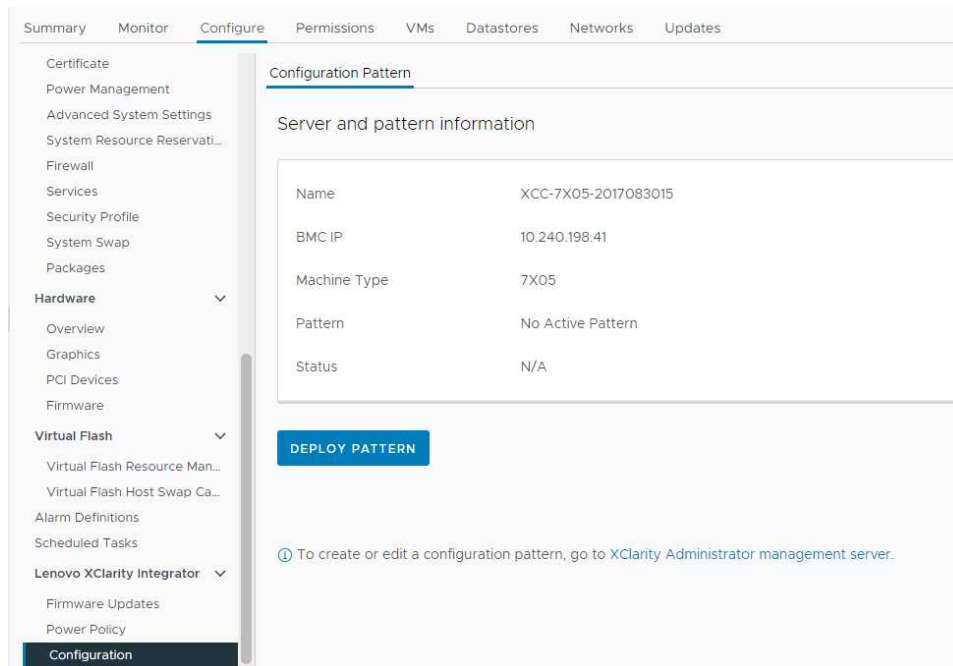 Summary Monitor Configure Permissions VMs Datastores Networks Updates
Certificate
Power Management
Advanced System Settings
System Resource Reservati...
Firewall
Services
Security Profile
System Swap
Packages
Hardware
Overview
Graphics
PCI Devices
Firmware
Virtual Flash
Virtual Flash Resource Man...
Virtual Flash Host Swap Ca...
Alarm Definitions
Scheduled Tasks
Lenovo XClarity Integrator
Firmware Updates
Power Policy
Configuration
Configuration Pattern
Server and pattern information
Name XCC-7X05-2017083015
BMC IP 10.240.198.41
Machine Type 7X05
Pattern No Active Pattern
Status N/A
DEPLOY PATTERN
To create or edit a configuration pattern, go to XClarity Administrator management server.